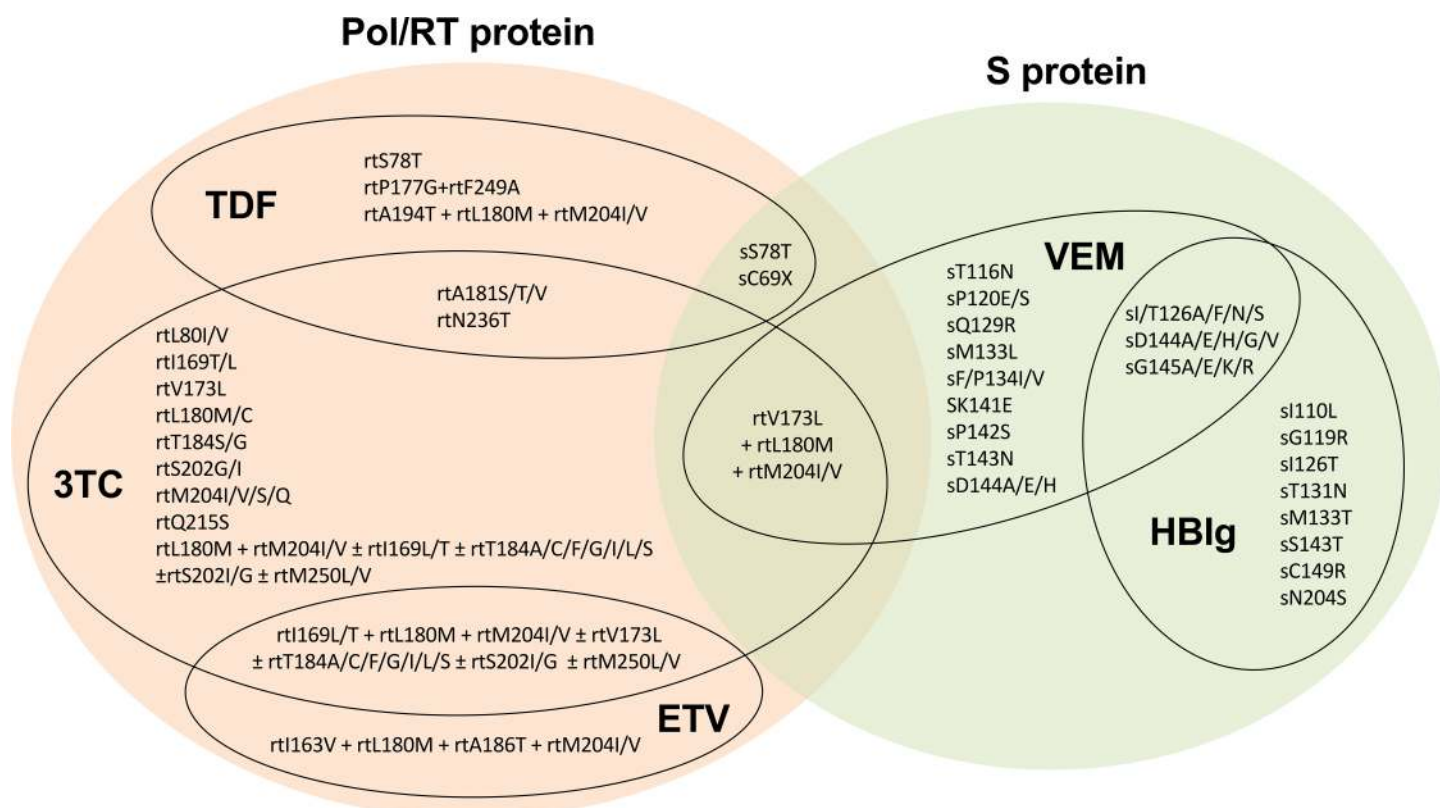 Pol/RT protein
S protein
TDF
rtS78T
rtP177G+rtF249A
rtA194T + rtL180M + rtM204I/V
sS78T
sC69X
rtA181S/T/V
rtN236T
3TC
rtL80I/V
rtI169T/L
rtV173L
rtL180M/C
rtT184S/G
rtS202G/I
rtM204I/V/S/Q
rtQ215S
rtL180M + rtM204I/V ± rtI169L/T ± rtT184A/C/F/G/I/L/S
±rtS202I/G ± rtM250L/V
rtI169L/T + rtL180M + rtM204I/V ± rtV173L
± rtT184A/C/F/G/I/L/S ± rtS202I/G ± rtM250L/V
ETV
rtI163V + rtL180M + rtA186T + rtM204I/V
rtV173L
+ rtL180M
+ rtM204I/V
VEM
sT116N
sP120E/S
sQ129R
sM133L
sF/P134I/V
SK141E
sP142S
sT143N
sD144A/E/H
sI/T126A/F/N/S
sD144A/E/H/G/V
sG145A/E/K/R
HBIg
sI110L
sG119R
sI126T
sT131N
sM133T
sS143T
sC149R
sN204S